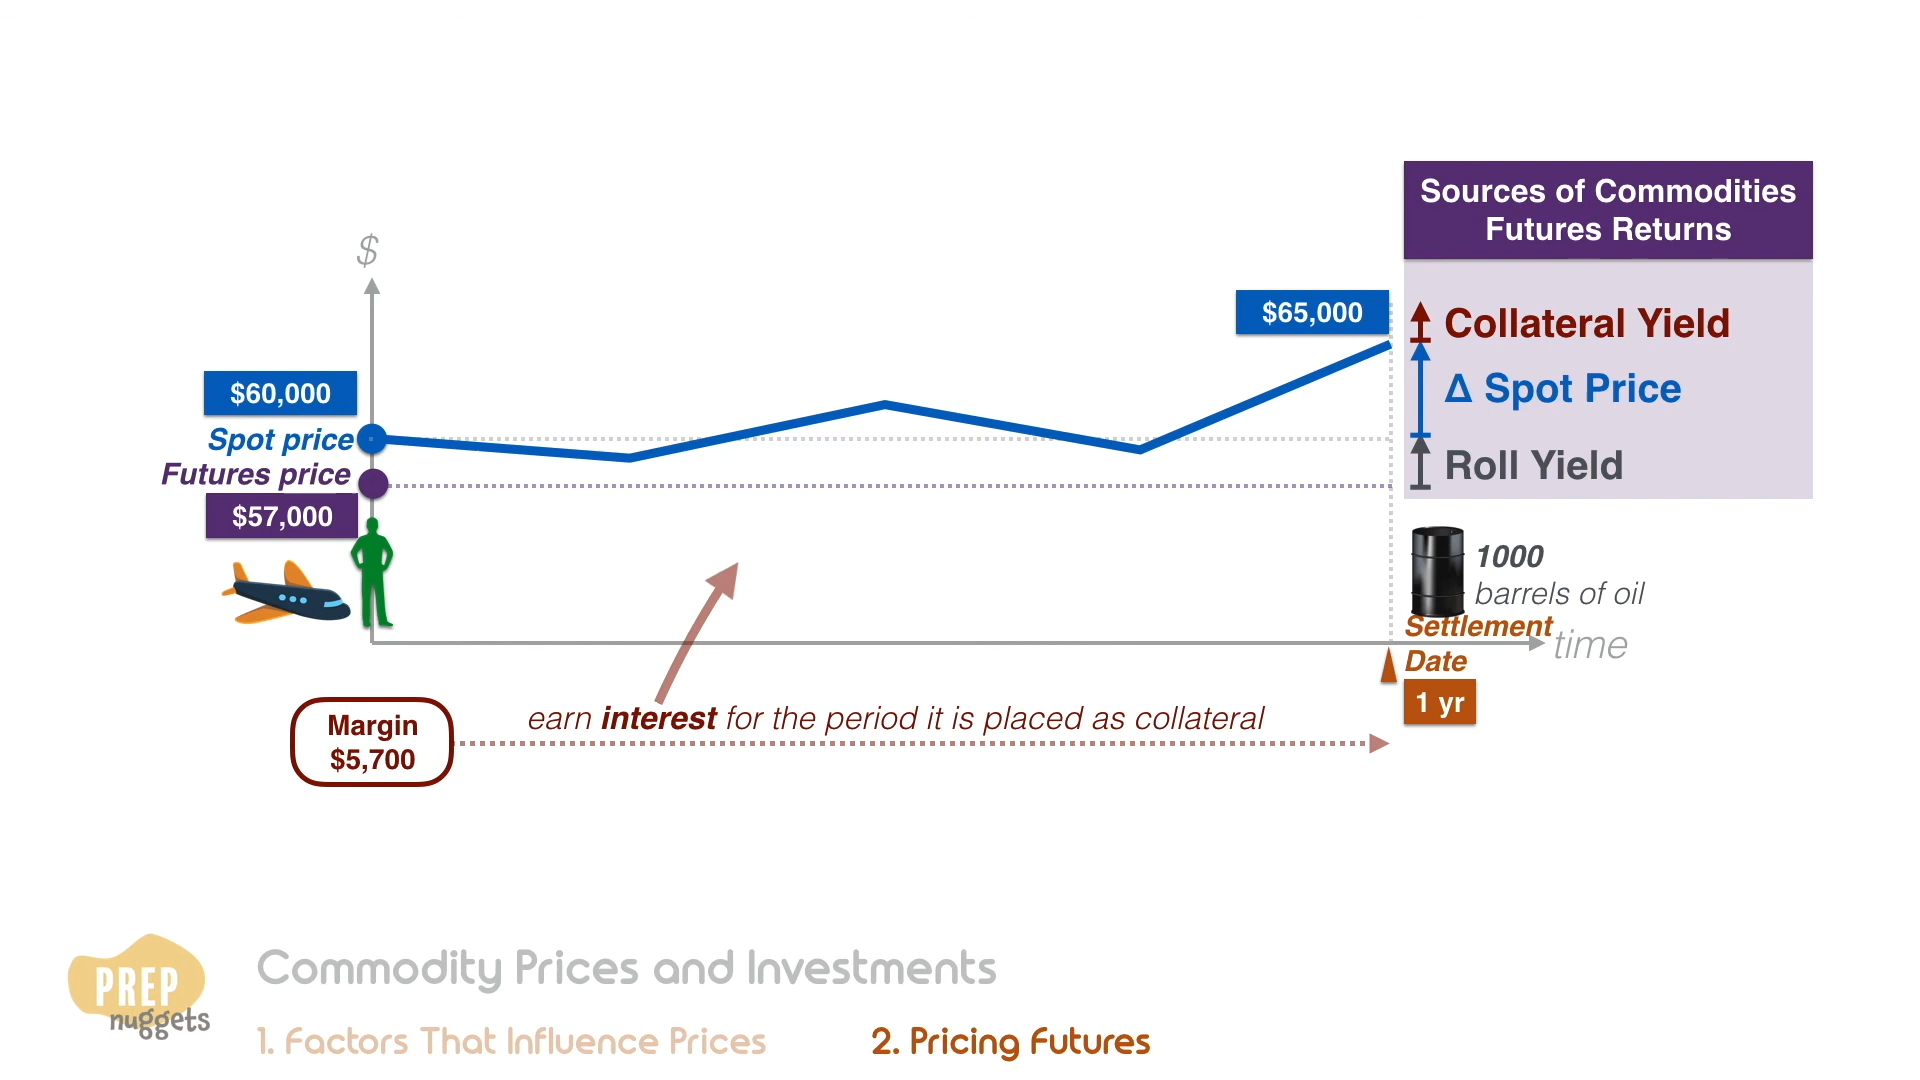 Sources of Commodities
Futures Returns
$
$65,000
Collateral Yield
$60,000
Δ Spot Price
Spot price
Futures price
Roll Yield
$57,000
1000
barrels of oil
Settlement
time
Date
1 yr
earn interest for the period it is placed as collateral
Margin
$5,700
PREP
nuggets
Commodity Prices and Investments
1. Factors That Influence Prices
2. Pricing Futures